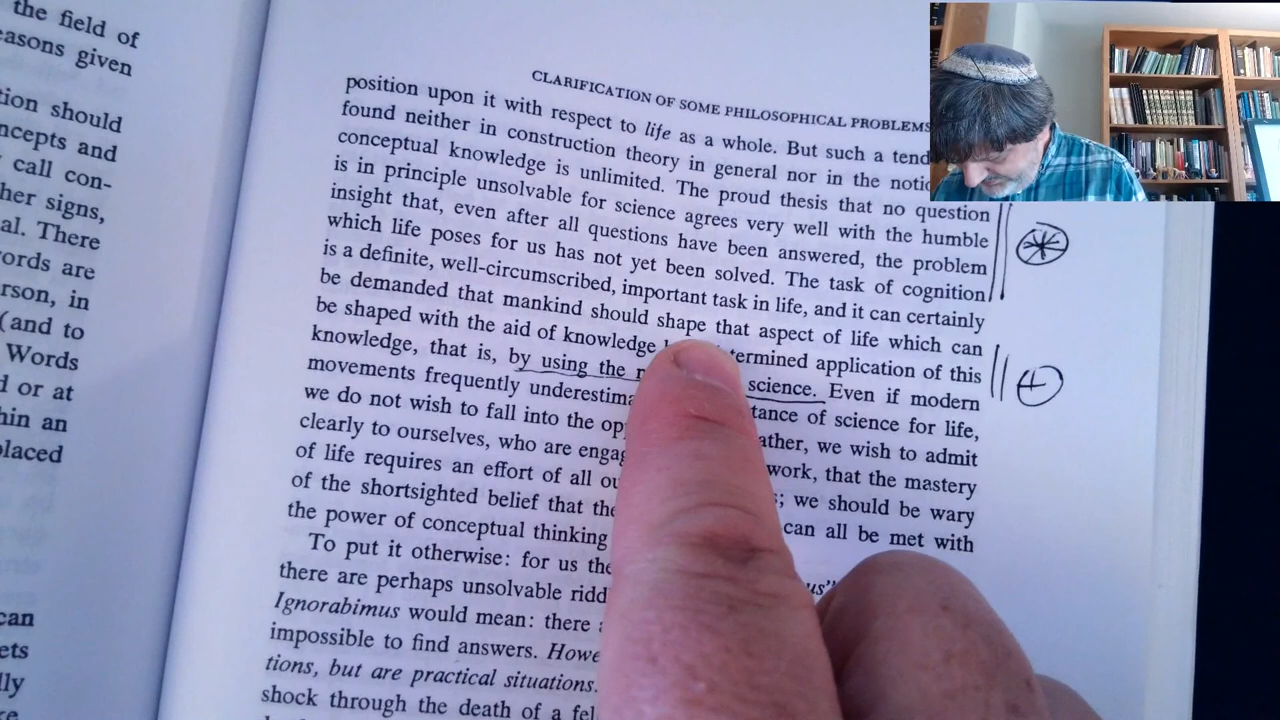 the field of
easons given
tion should
ncepts and
call con-
her signs,
al. There
ords are
rson, in
(and to
Words
d or at
hin an
placed
can
ets
lly
CLARIFICATION OF SOME PHILOSOPHICAL PROBLEMS
position upon it with respect to life as a whole. But such a tend
found neither in construction theory in general nor in the notio
conceptual knowledge is unlimited. The proud thesis that no question
is in principle unsolvable for science agrees very well with the humble
insight that, even after all questions have been answered, the problem
which life poses for us has not yet been solved. The task of cognition
is a definite, well-circumscribed, important task in life, and it can certainly
be demanded that mankind should shape that aspect of life which can
be shaped with the aid of knowledge termined application of this
knowledge, that is, by using the science. Even if modern
movements frequently underestima tance of science for life,
we do not wish to fall into the opp ather, we wish to admit
clearly to ourselves, who are engag work, that the mastery
of life requires an effort of all ou ; we should be wary
of the shortsighted belief that the can all be met with
the power of conceptual thinking
To put it otherwise: for us the us"
there are perhaps unsolvable ridd
Ignorabimus would mean: there
impossible to find answers. Howe
tions, but are practical situations.
shock through the death of a fel